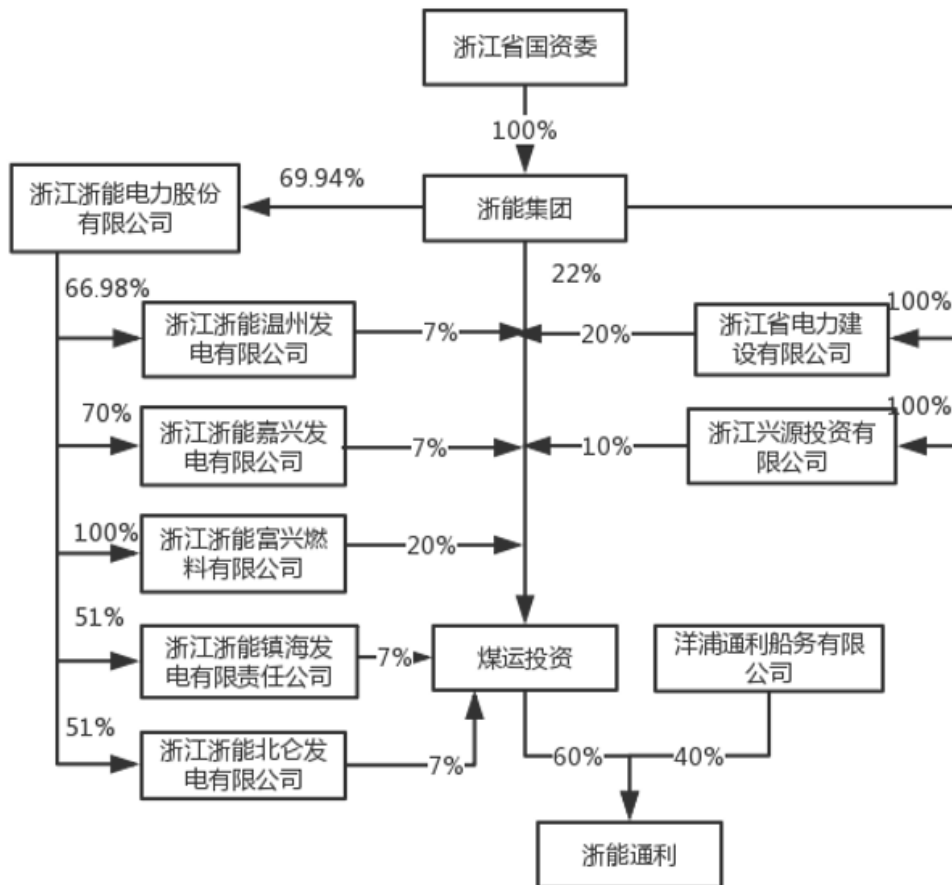 浙江省国资委
100%
浙江浙能电力股份
有限公司
69.94%
浙能集团
22%
66.98%
浙江浙能温州发
电有限公司
7%
20%
浙江省电力建
设有限公司
100%
70%
浙江浙能嘉兴发
电有限公司
7%
10%
浙江兴源投资有
限公司
100%
100%
浙江浙能富兴燃
料有限公司
20%
51%
浙江浙能镇海发
电有限责任公司
7%
煤运投资
洋浦通利船务有限
公司
51%
浙江浙能北仑发
电有限公司
7%
60%
40%
浙能通利